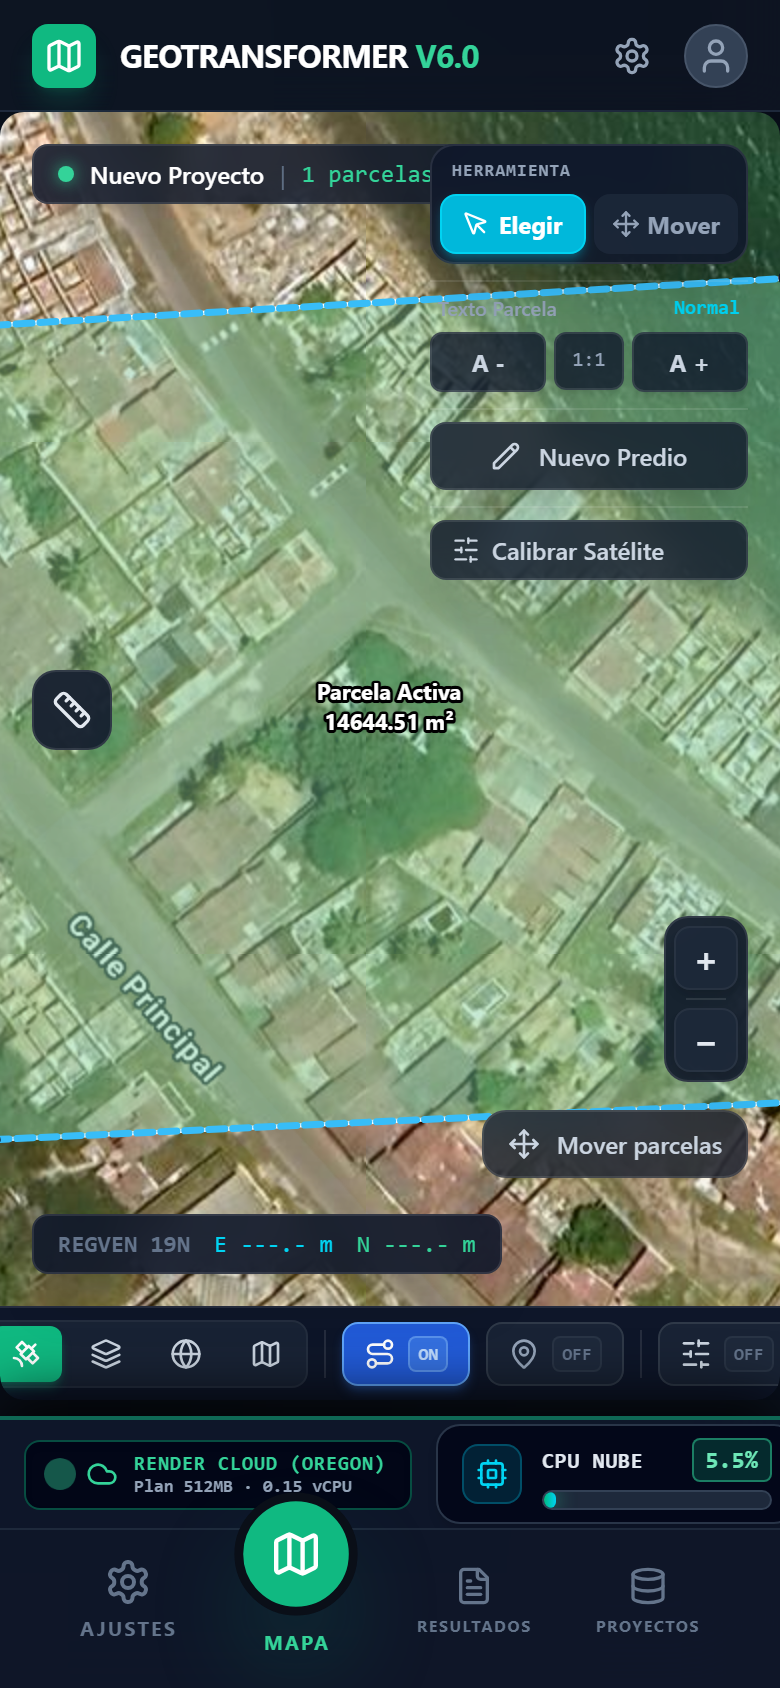 GEOTRANSFORMER V6.0
Nuevo Proyecto | 1 parcelas
HERRAMIENTA
Elegir
Mover
Texto Parcela
Normal
A -
1:1
A +
Nuevo Predio
Calibrar Satélite
Parcela Activa
14644.51 m²
Calle Principal
+
−
Mover parcelas
REGVEN 19N E ---.- m N ---.- m
ON
OFF
OFF
RENDER CLOUD (OREGON)
Plan 512MB · 0.15 vCPU
CPU NUBE
5.5%
AJUSTES
MAPA
RESULTADOS
PROYECTOS